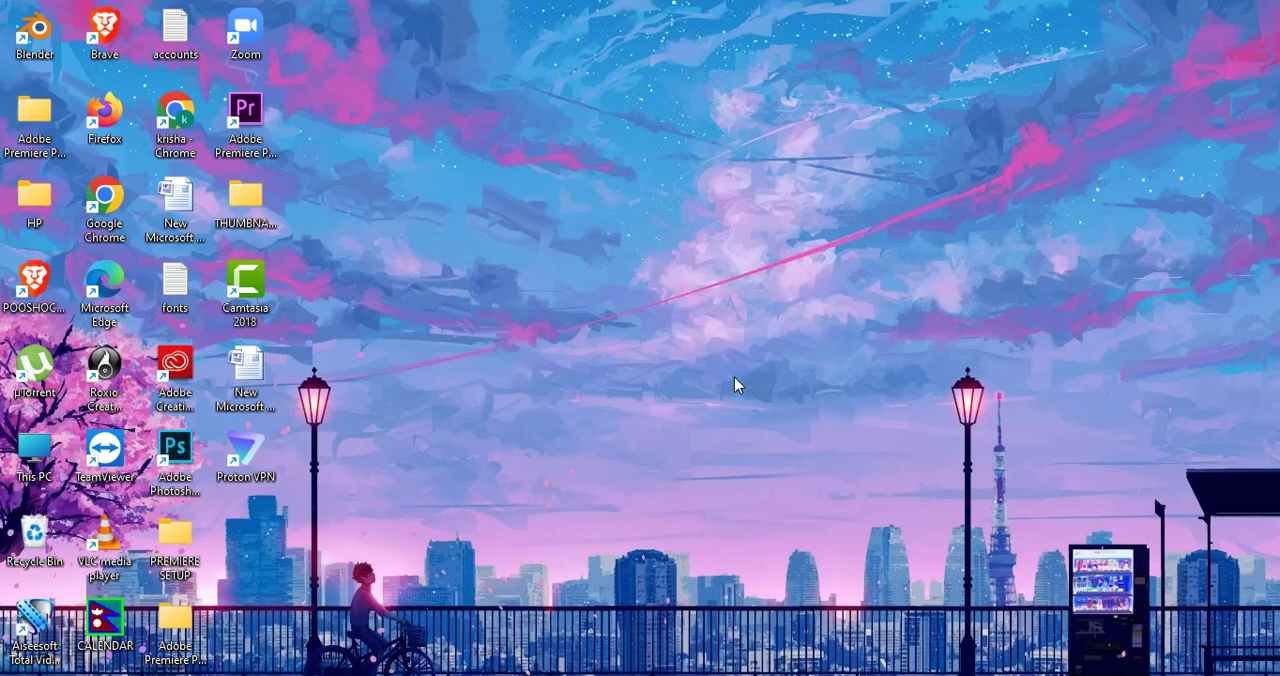 Blender
Brave
accounts
Zoom
Adobe
Premiere P...
Firefox
krisha -
Chrome
k
Pr
Adobe
Premiere P...
HP
Google
Chrome
New
Microsoft ...
THUMBNA...
POOSHOC...
Microsoft
Edge
fonts
Camtasia
2018
µTorrent
Roxio
Creat...
Adobe
Creati...
New
Microsoft ...
This PC
TeamViewer
Ps
Adobe
Photosh...
Proton VPN
Recycle Bin
VLC media
player
PREMIERE
SETUP
Aiseesoft
Total Vid...
CALENDAR
Adobe
Premiere P...